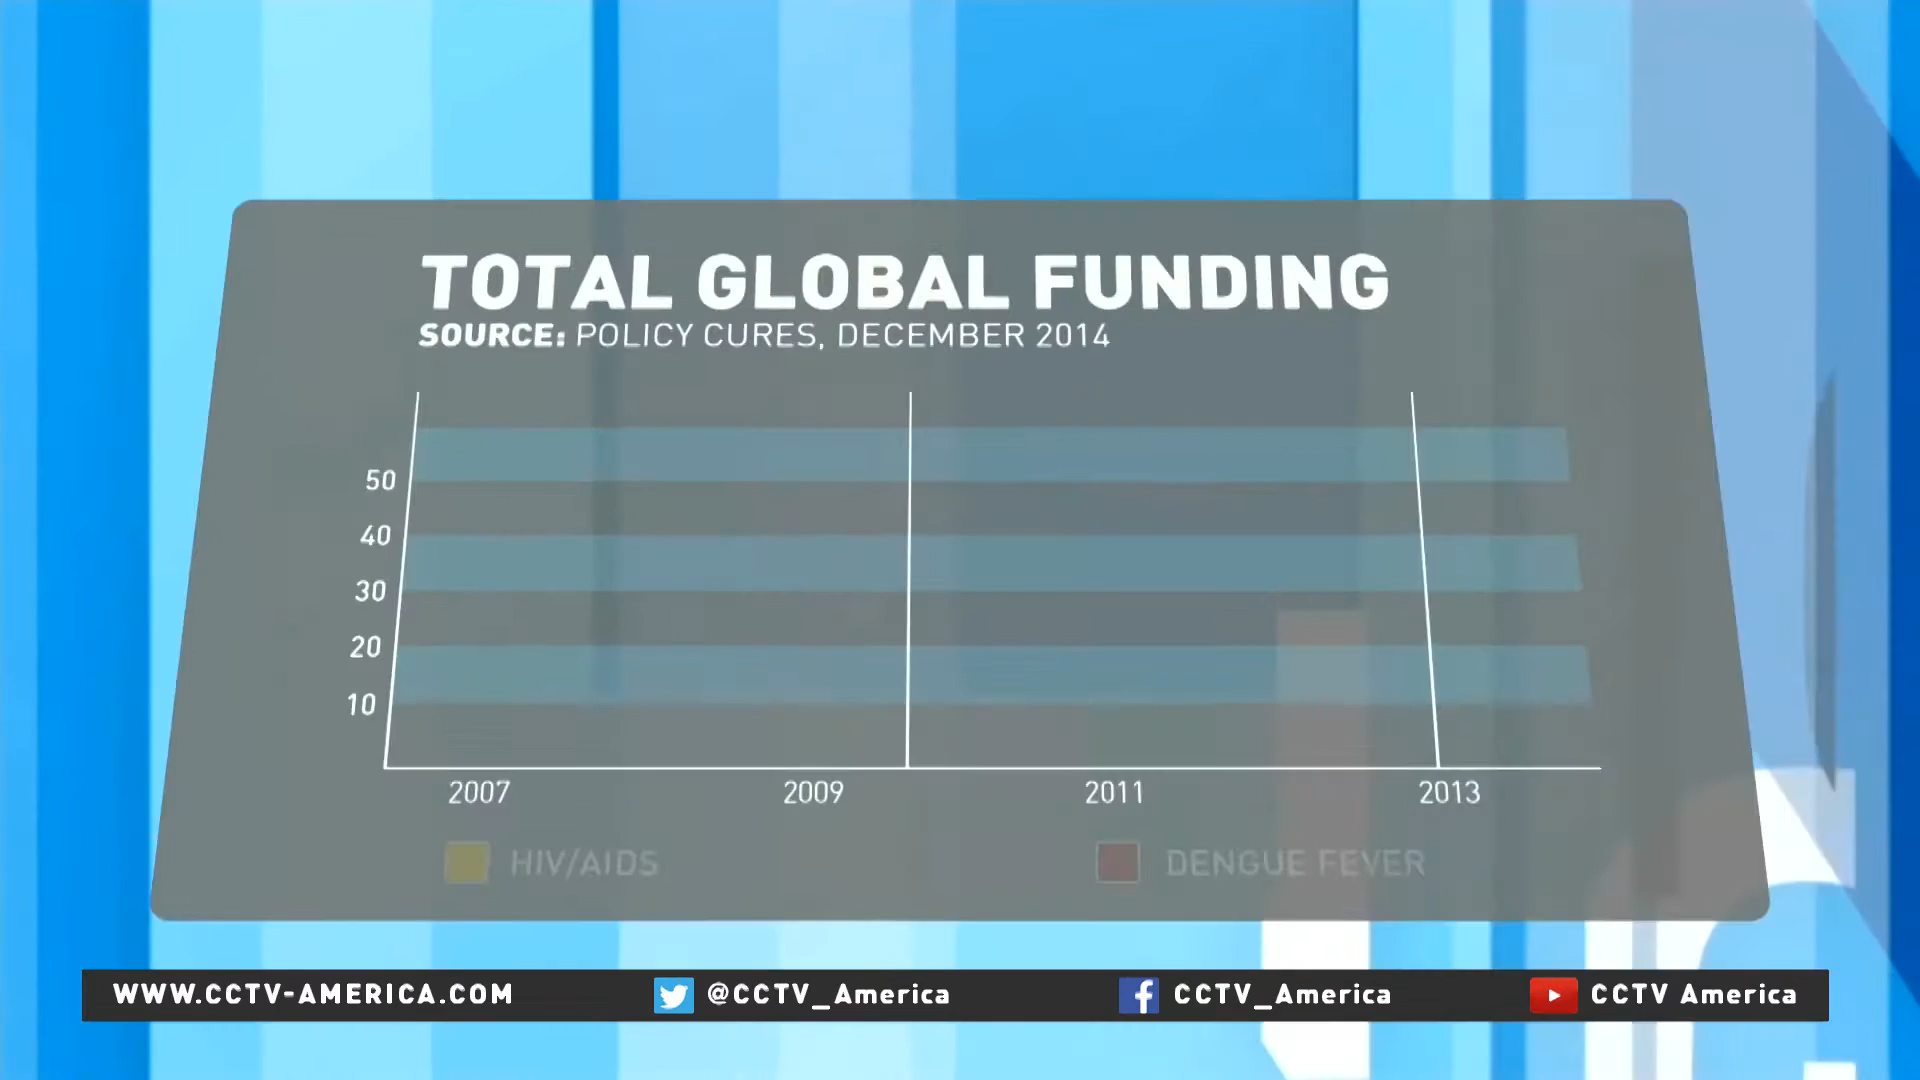 TOTAL GLOBAL FUNDING
SOURCE: POLICY CURES, DECEMBER 2014
50
40
30
20
10
2007 2009 2011 2013
HIV/AIDS DENGUE FEVER
WWW.CCTV-AMERICA.COM @CCTV_America CCTV_America CCTV America